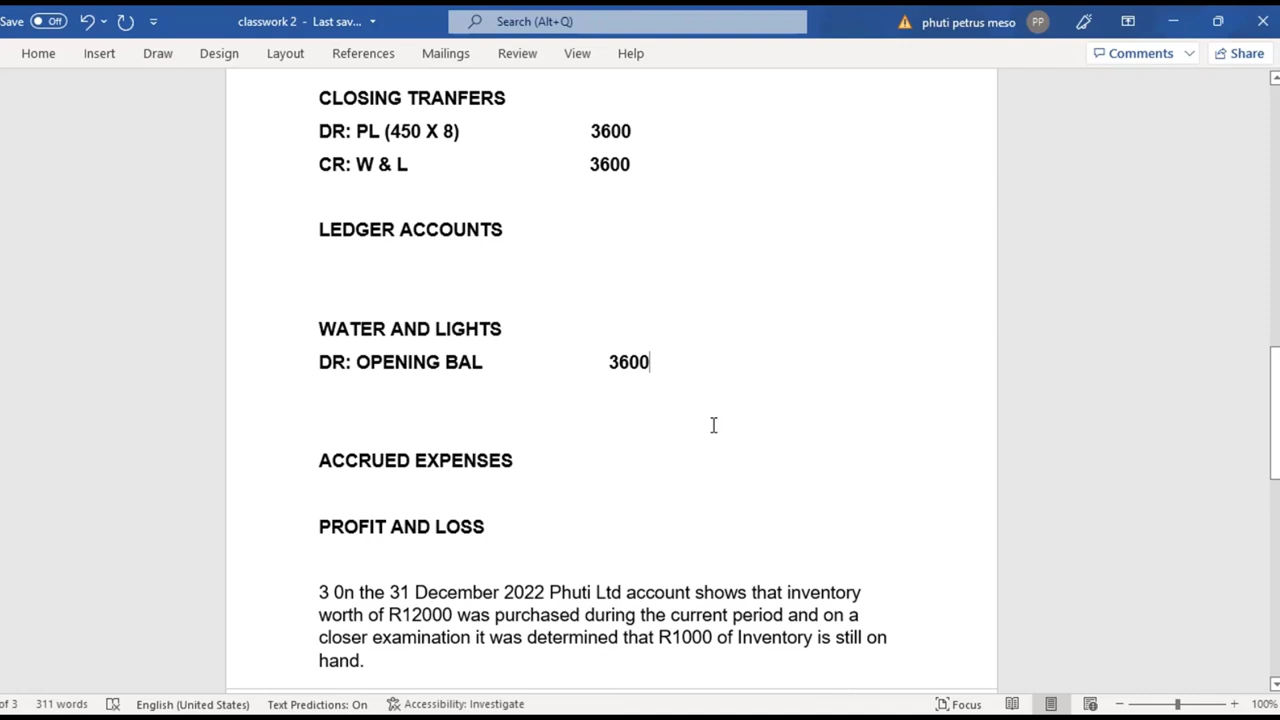 Save Off classwork 2 - Last sav... Search (Alt+Q) phuti petrus meso PP
Home Insert Draw Design Layout References Mailings Review View Help Comments Share
CLOSING TRANFERS
DR: PL (450 X 8) 3600
CR: W & L 3600
LEDGER ACCOUNTS
WATER AND LIGHTS
DR: OPENING BAL 3600
ACCRUED EXPENSES
PROFIT AND LOSS
3 0n the 31 December 2022 Phuti Ltd account shows that inventory
worth of R12000 was purchased during the current period and on a
closer examination it was determined that R1000 of Inventory is still on
hand.
of 3 311 words English (United States) Text Predictions: On Accessibility: Investigate Focus 100%